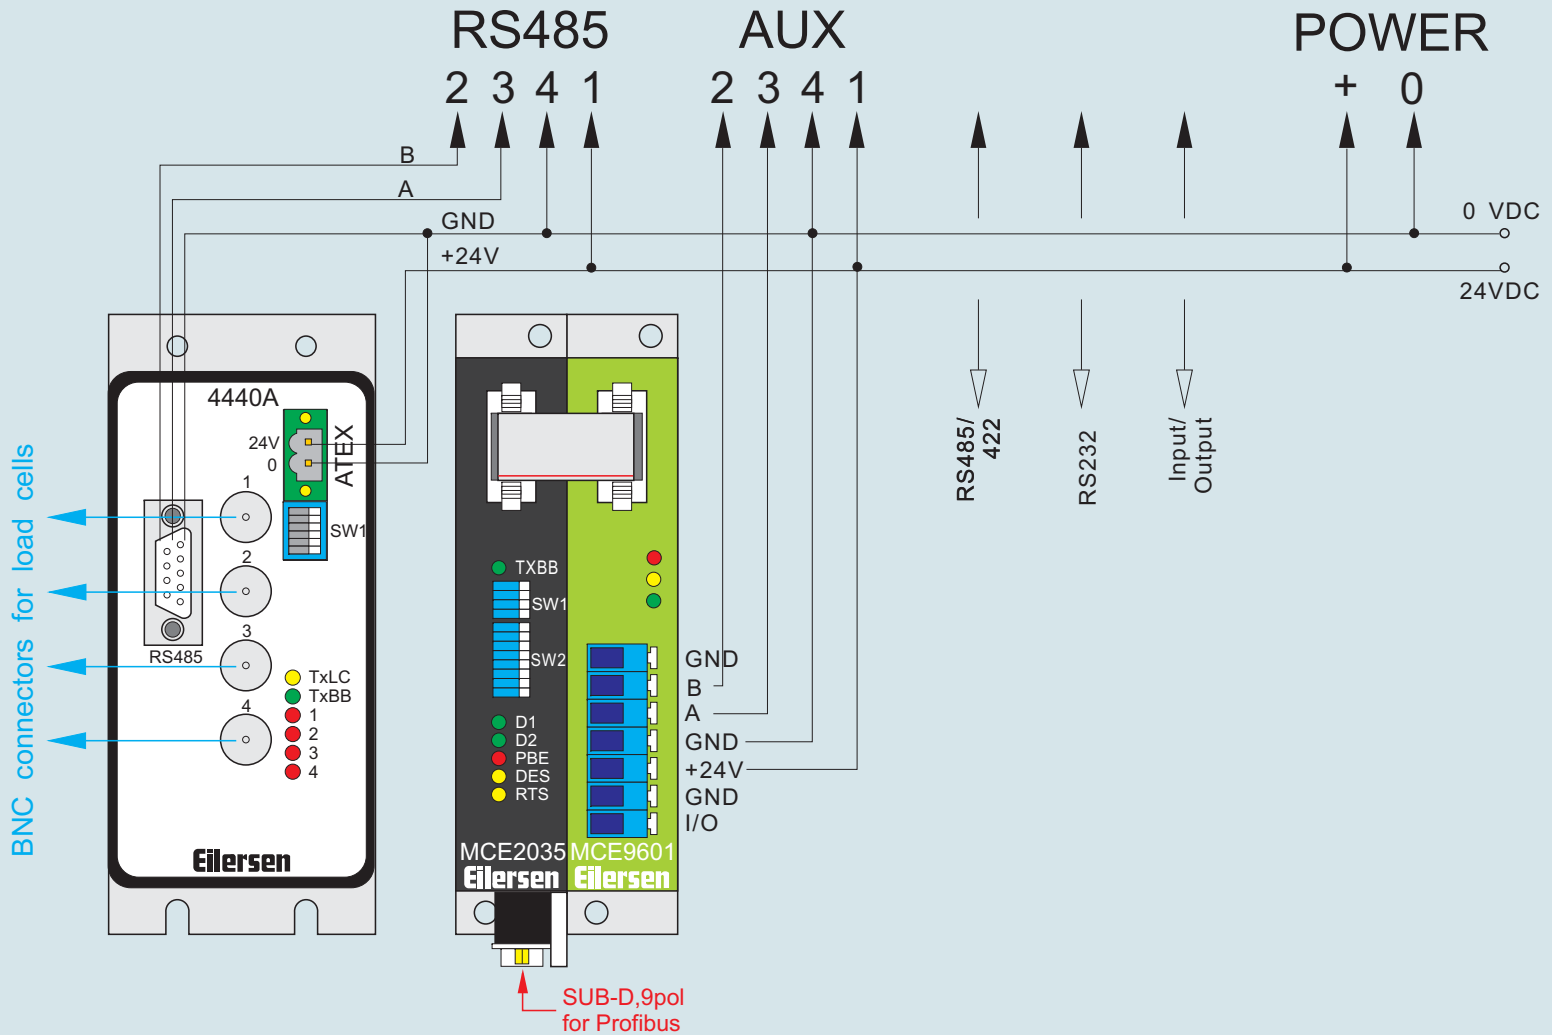 RS485 AUX POWER
2 3 4 1 2 3 4 1 + 0
B
A
GND
+24V
0 VDC
24VDC
4440A
24V
0
ATEX
SW1
1
2
3
4
RS485
TxLC
TxBB
1
2
3
4
Eilersen
BNC connectors for load cells
TXBB
SW1
SW2
D1
D2
PBE
DES
RTS
MCE2035
Eilersen
MCE9601
Eilersen
GND
B
A
GND
+24V
GND
I/O
RS485/
422
RS232
Input/
Output
SUB-D,9pol
for Profibus